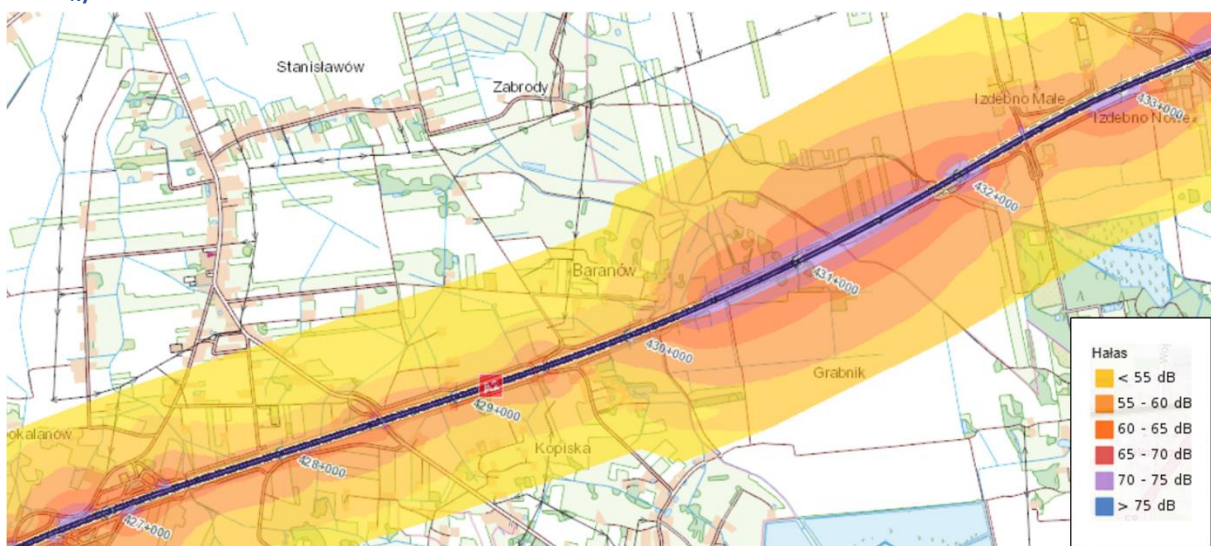 Stanisławów
Zabrody
Izdebno Małe
433+000
Izdebno Nowe
432+000
Baranów
431+000
430+000
Grabnik
429+000
okalanów
Kopiska
428+000
427+000
Hałas
< 55 dB
55 - 60 dB
60 - 65 dB
65 - 70 dB
70 - 75 dB
> 75 dB